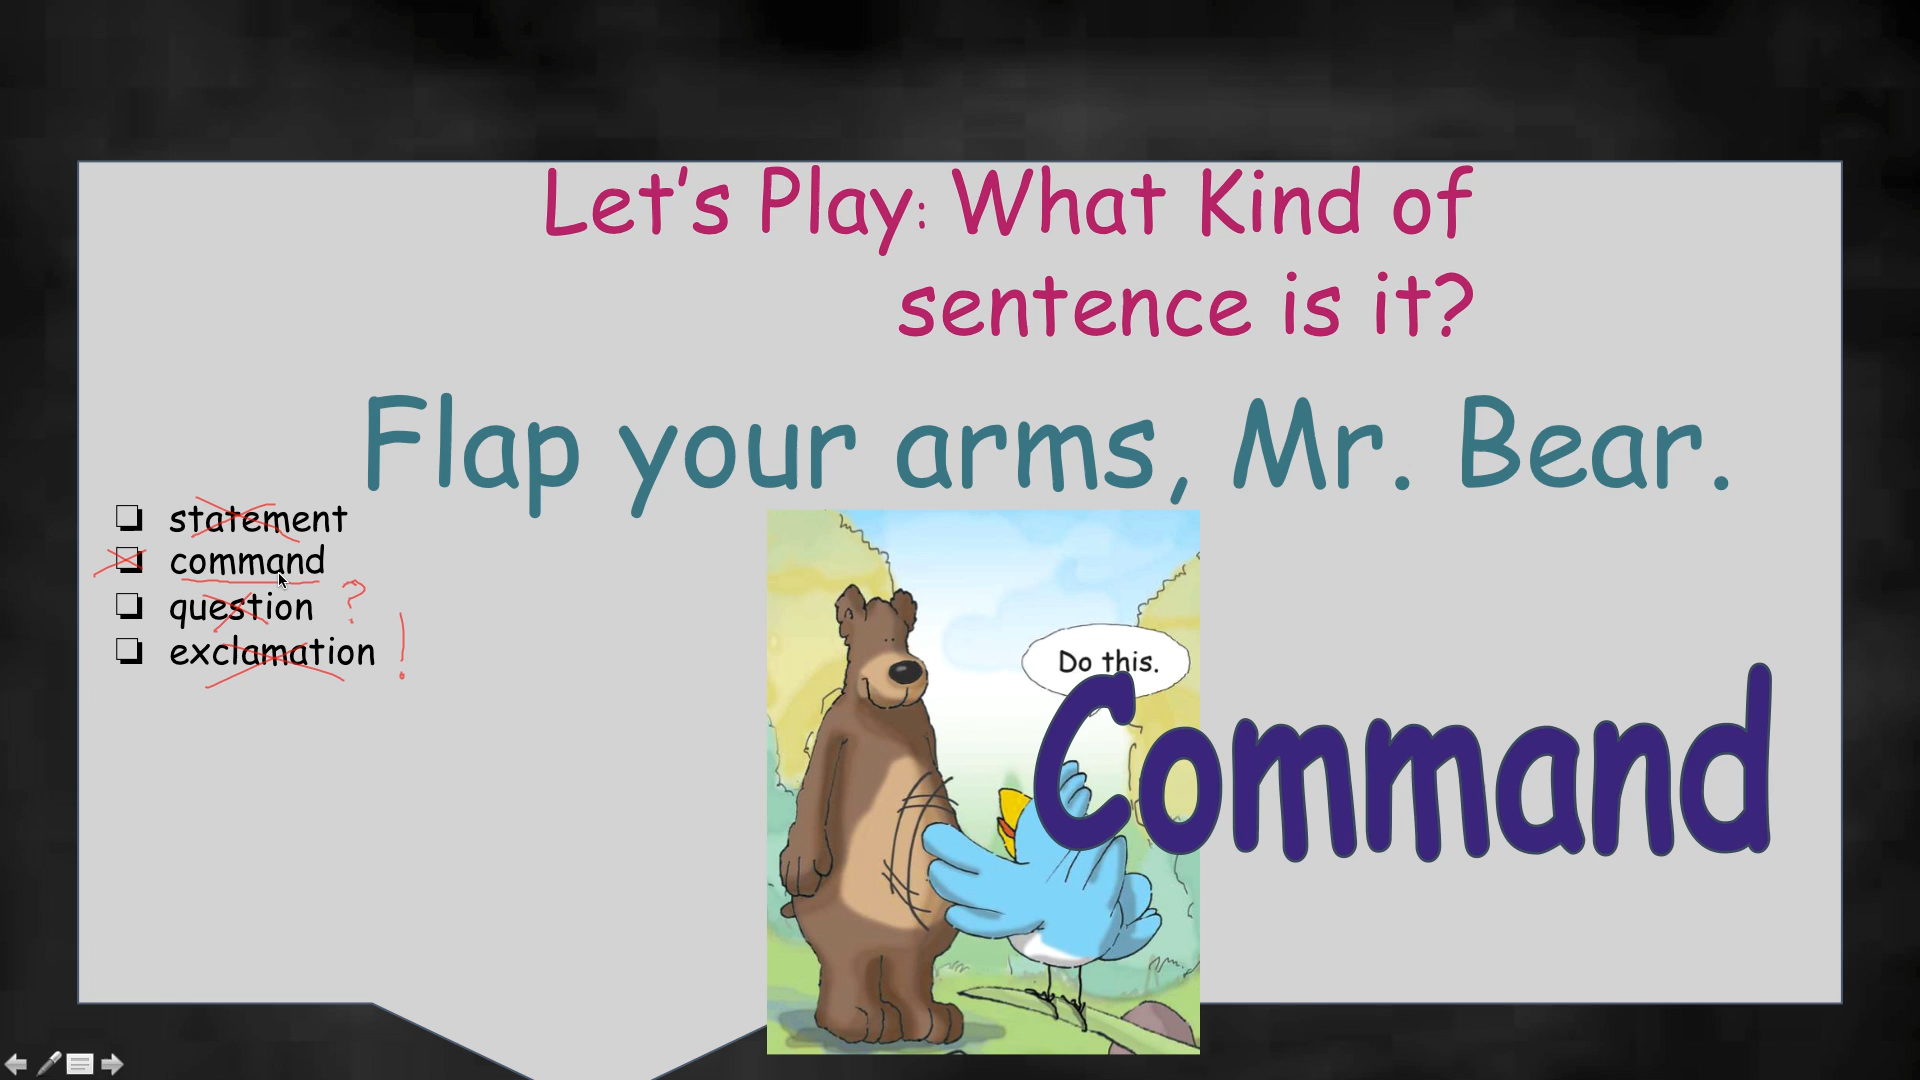 Let's Play: What Kind of
sentence is it?
Flap your arms, Mr. Bear.
statement
command
question ?
exclamation !
Do this.
Command